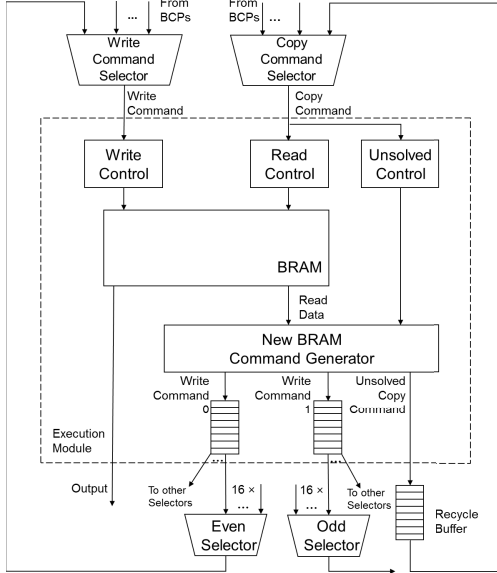 From
BCPs
...
From
BCPs
...
Write
Command
Selector
Copy
Command
Selector
Write
Command
Copy
Command
Write
Control
Read
Control
Unsolved
Control
BRAM
Read
Data
New BRAM
Command Generator
Write
Command
0
Write
Command
1
Unsolved
Copy
Command
Execution
Module
...
...
Output
To other
Selectors
16 ×
...
16 ×
...
To other
Selectors
Even
Selector
Odd
Selector
Recycle
Buffer